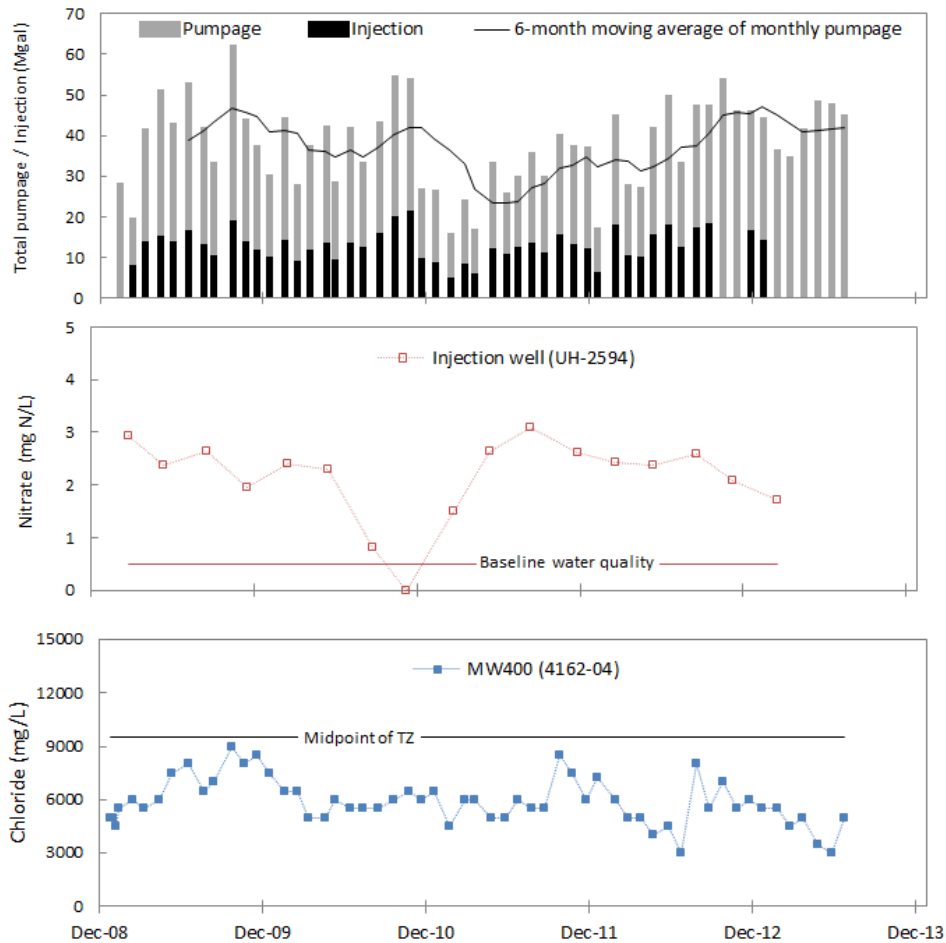 70
60
50
40
30
20
10
0
Total pumpage / Injection (Mgal)
Pumpage Injection 6-month moving average of monthly pumpage
5
4
3
2
1
0
Nitrate (mg N/L)
Injection well (UH-2594)
Baseline water quality
15000
12000
9000
6000
3000
0
Chloride (mg/L)
MW400 (4162-04)
Midpoint of TZ
Dec-08 Dec-09 Dec-10 Dec-11 Dec-12 Dec-13